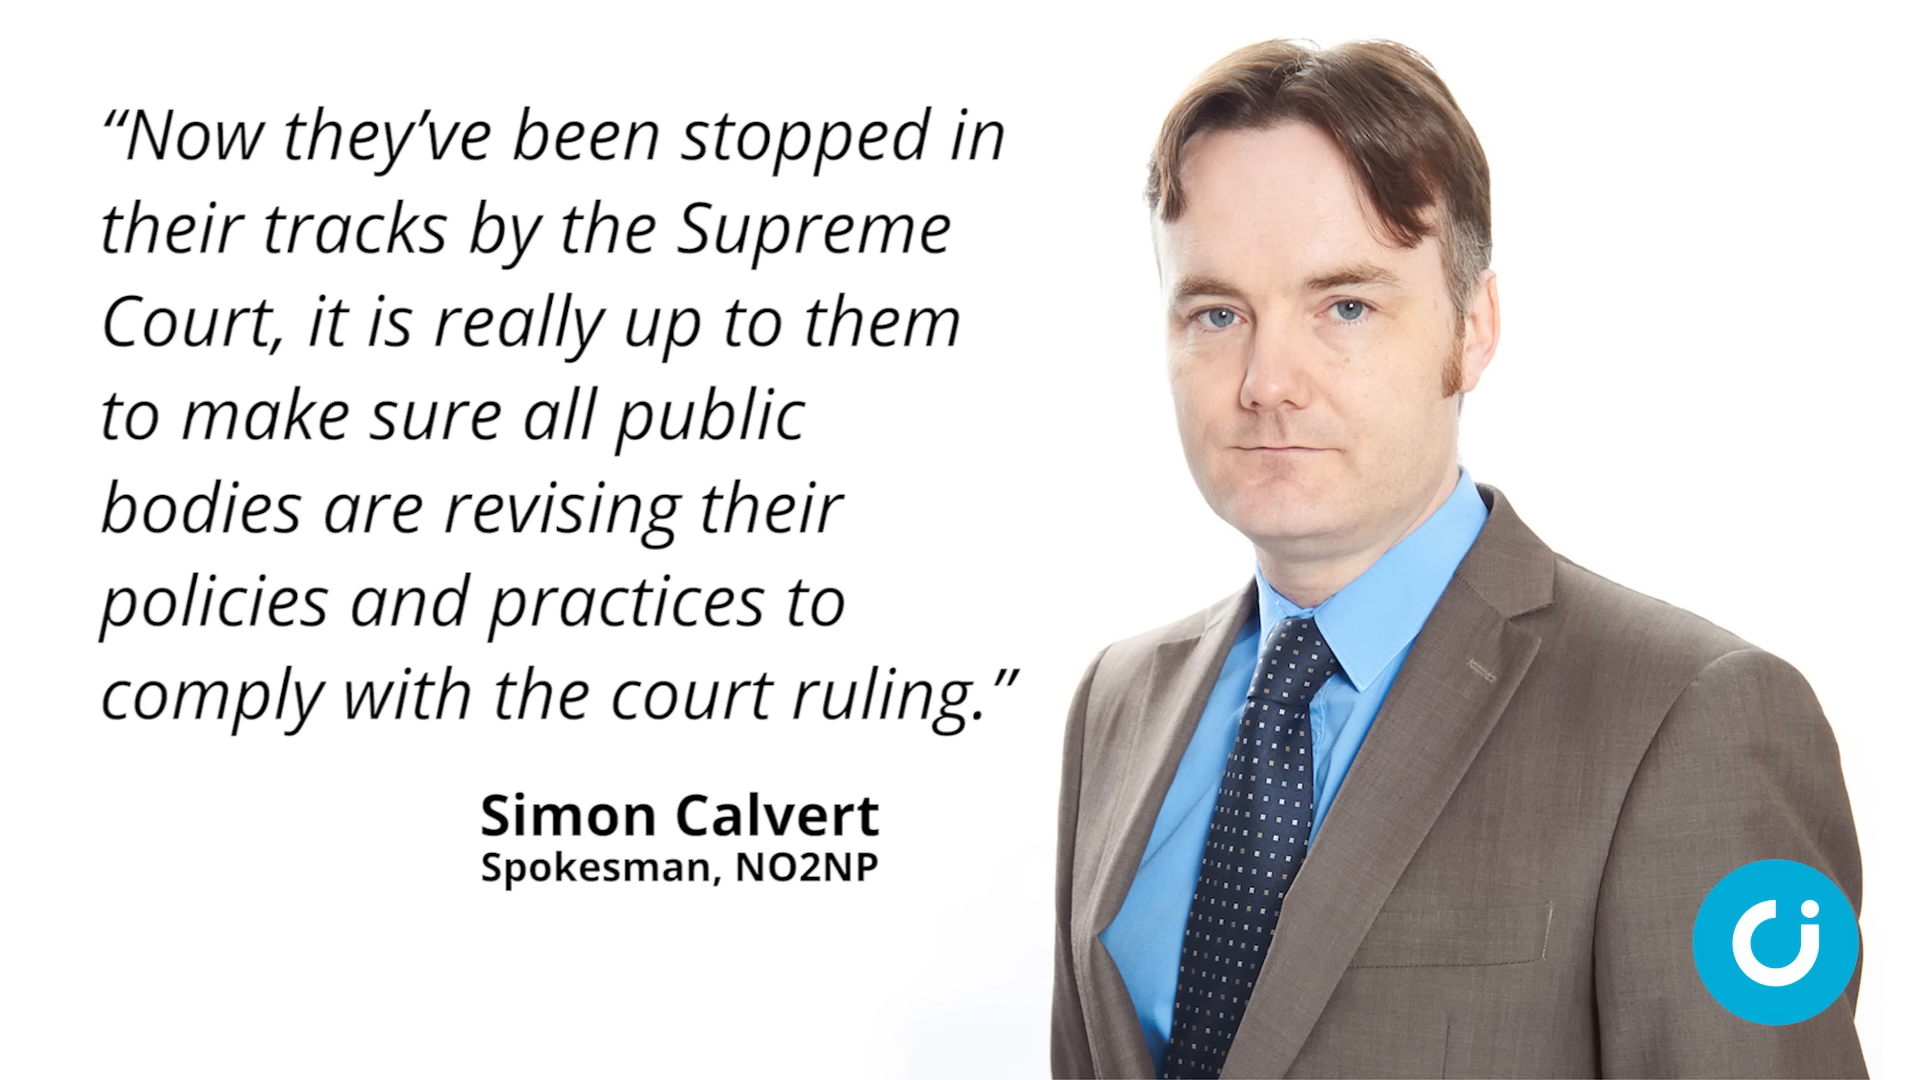 “Now they’ve been stopped in
their tracks by the Supreme
Court, it is really up to them
to make sure all public
bodies are revising their
policies and practices to
comply with the court ruling.”
Simon Calvert
Spokesman, NO2NP